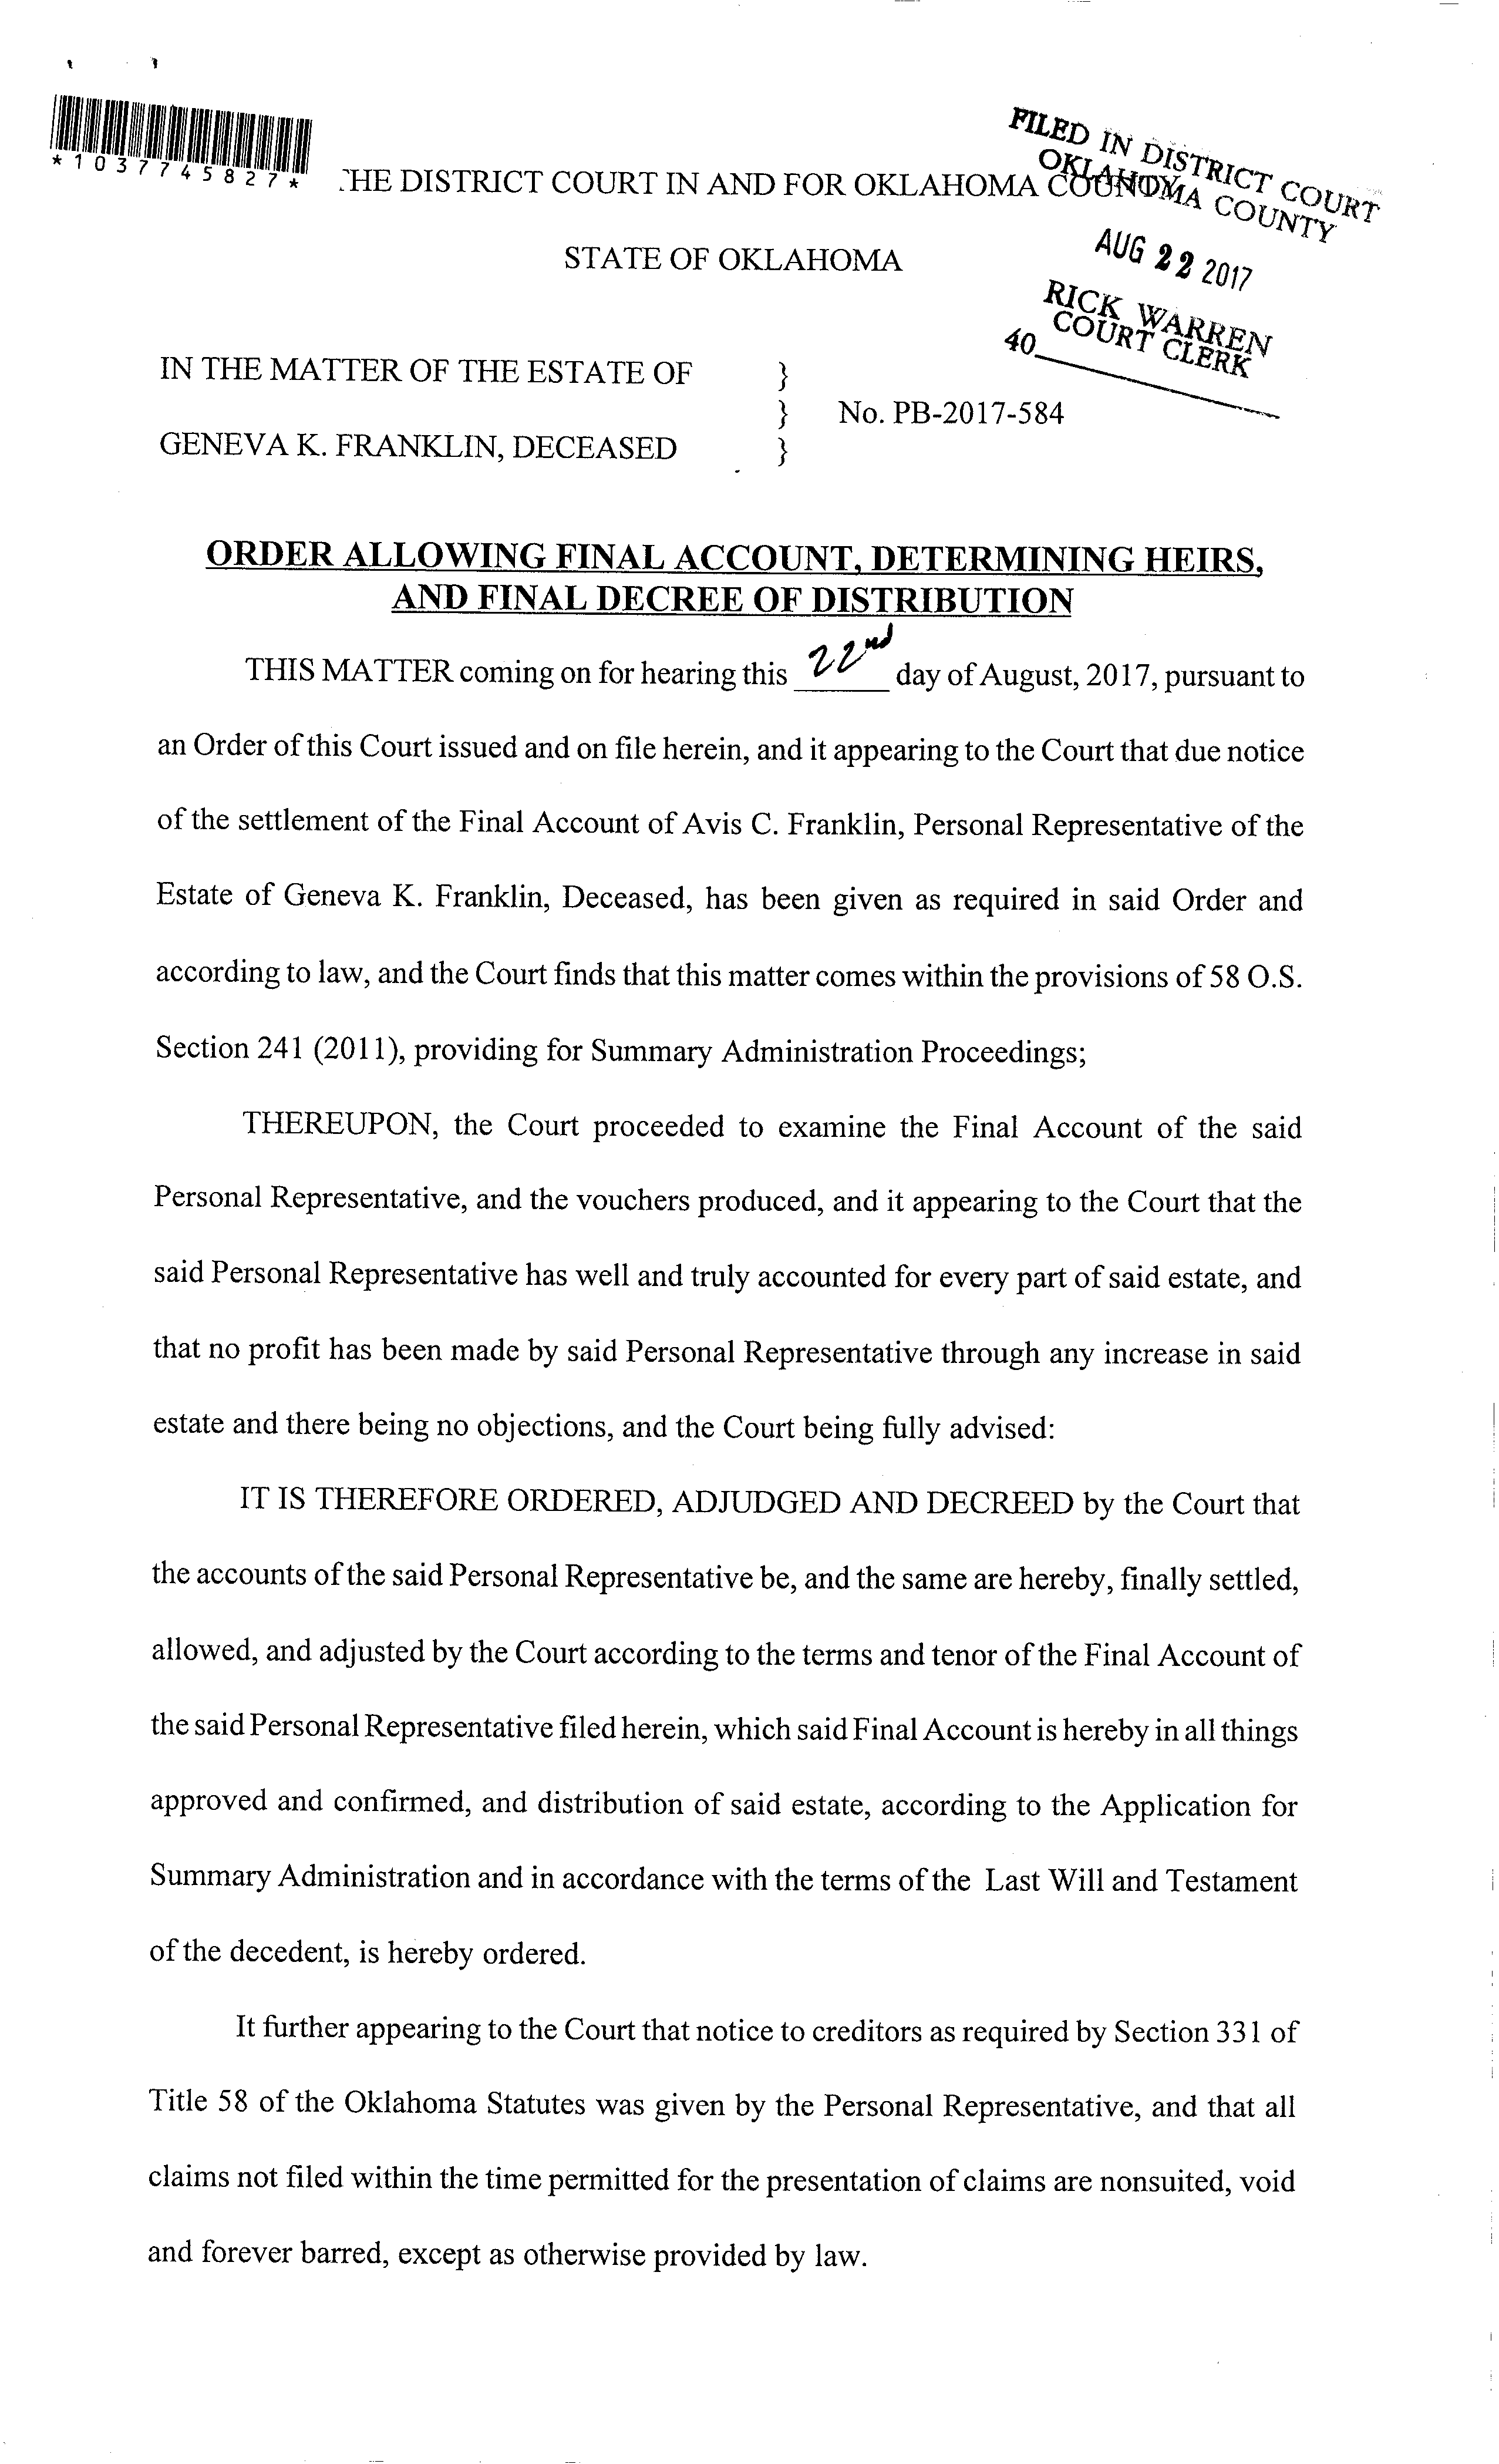 *1037745827*
HE DISTRICT COURT IN AND FOR OKLAHOMA COUNTY
FILED IN DISTRICT COURT
OKLAHOMA COUNTY
STATE OF OKLAHOMA
AUG 22 2017
RICK WARREN
COURT CLERK
40
IN THE MATTER OF THE ESTATE OF }
} No. PB-2017-584
GENEVA K. FRANKLIN, DECEASED }
ORDER ALLOWING FINAL ACCOUNT, DETERMINING HEIRS,
AND FINAL DECREE OF DISTRIBUTION
THIS MATTER coming on for hearing this 22nd day of August, 2017, pursuant to
an Order of this Court issued and on file herein, and it appearing to the Court that due notice
of the settlement of the Final Account of Avis C. Franklin, Personal Representative of the
Estate of Geneva K. Franklin, Deceased, has been given as required in said Order and
according to law, and the Court finds that this matter comes within the provisions of 58 O.S.
Section 241 (2011), providing for Summary Administration Proceedings;
THEREUPON, the Court proceeded to examine the Final Account of the said
Personal Representative, and the vouchers produced, and it appearing to the Court that the
said Personal Representative has well and truly accounted for every part of said estate, and
that no profit has been made by said Personal Representative through any increase in said
estate and there being no objections, and the Court being fully advised:
IT IS THEREFORE ORDERED, ADJUDGED AND DECREED by the Court that
the accounts of the said Personal Representative be, and the same are hereby, finally settled,
allowed, and adjusted by the Court according to the terms and tenor of the Final Account of
the said Personal Representative filed herein, which said Final Account is hereby in all things
approved and confirmed, and distribution of said estate, according to the Application for
Summary Administration and in accordance with the terms of the Last Will and Testament
of the decedent, is hereby ordered.
It further appearing to the Court that notice to creditors as required by Section 331 of
Title 58 of the Oklahoma Statutes was given by the Personal Representative, and that all
claims not filed within the time permitted for the presentation of claims are nonsuited, void
and forever barred, except as otherwise provided by law.